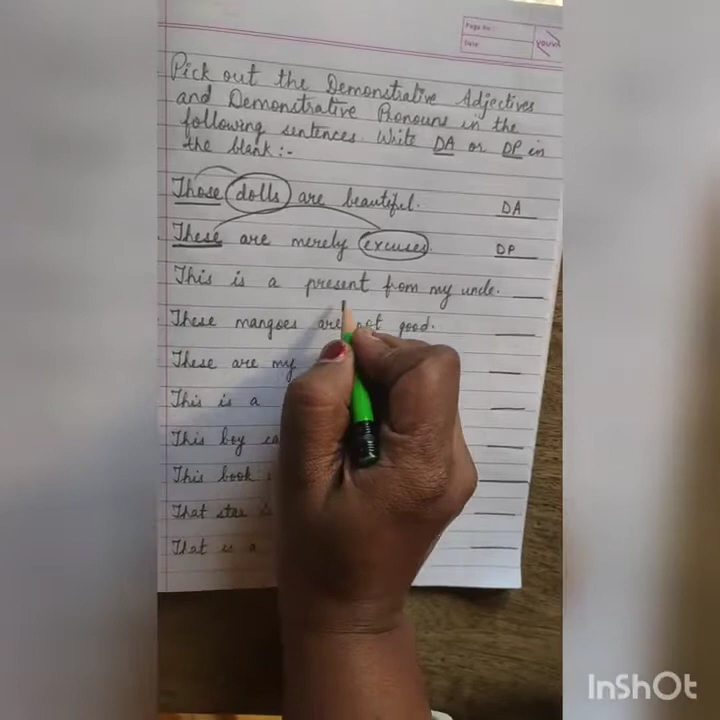 Page No:
Date
YOUVA
Pick out the Demonstrative Adjectives
and Demonstrative Pronouns in the
following sentences. Write DA or DP in
the blank:-
Those dolls are beautiful. DA
These are merely excuses. DP
This is a present from my uncle.
These mangoes are not good.
These are my
This is a
This boy
This book
That star
That is a
InShOt